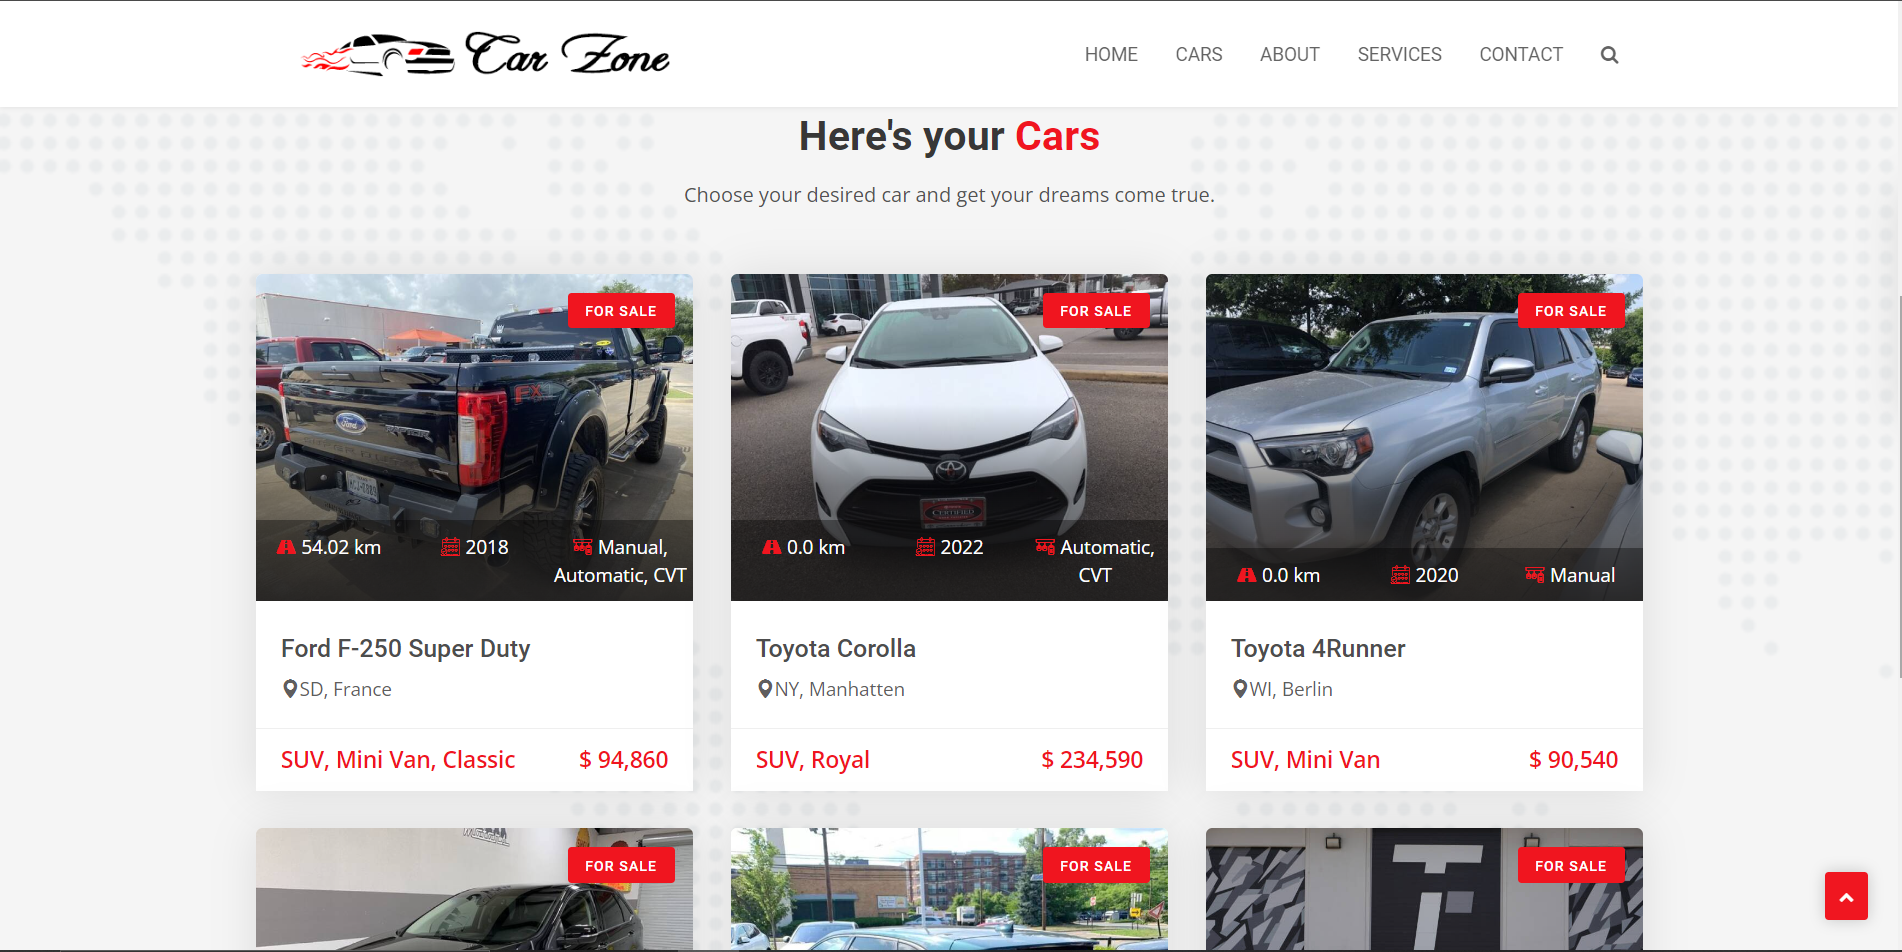 Car Zone
HOME CARS ABOUT SERVICES CONTACT
Here's your Cars
Choose your desired car and get your dreams come true.
FOR SALE
FX
Ford
RAPTOR
54.02 km 2018 Manual,
Automatic, CVT
Ford F-250 Super Duty
SD, France
SUV, Mini Van, Classic $ 94,860
FOR SALE
CERTIFIED
0.0 km 2022 Automatic,
CVT
Toyota Corolla
NY, Manhatten
SUV, Royal $ 234,590
FOR SALE
0.0 km 2020 Manual
Toyota 4Runner
WI, Berlin
SUV, Mini Van $ 90,540
FOR SALE
FOR SALE
FOR SALE